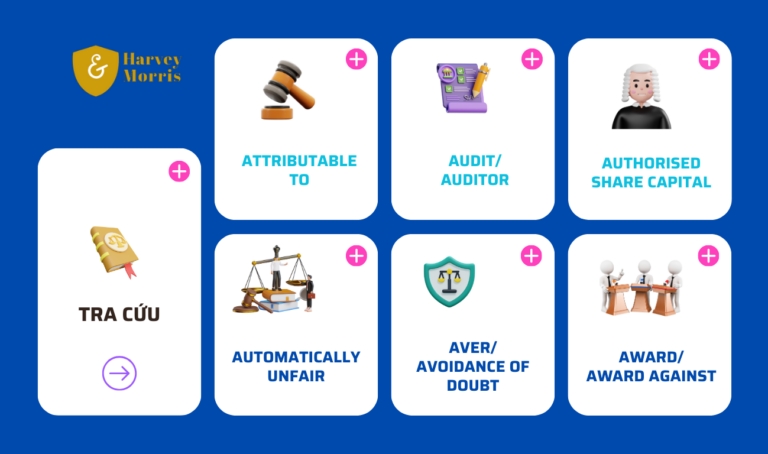 &
Harvey
Morris
TRA CỨU
ATTRIBUTABLE
TO
AUDIT/
AUDITOR
AUTHORISED
SHARE CAPITAL
AUTOMATICALLY
UNFAIR
AVER/
AVOIDANCE OF
DOUBT
AWARD/
AWARD AGAINST